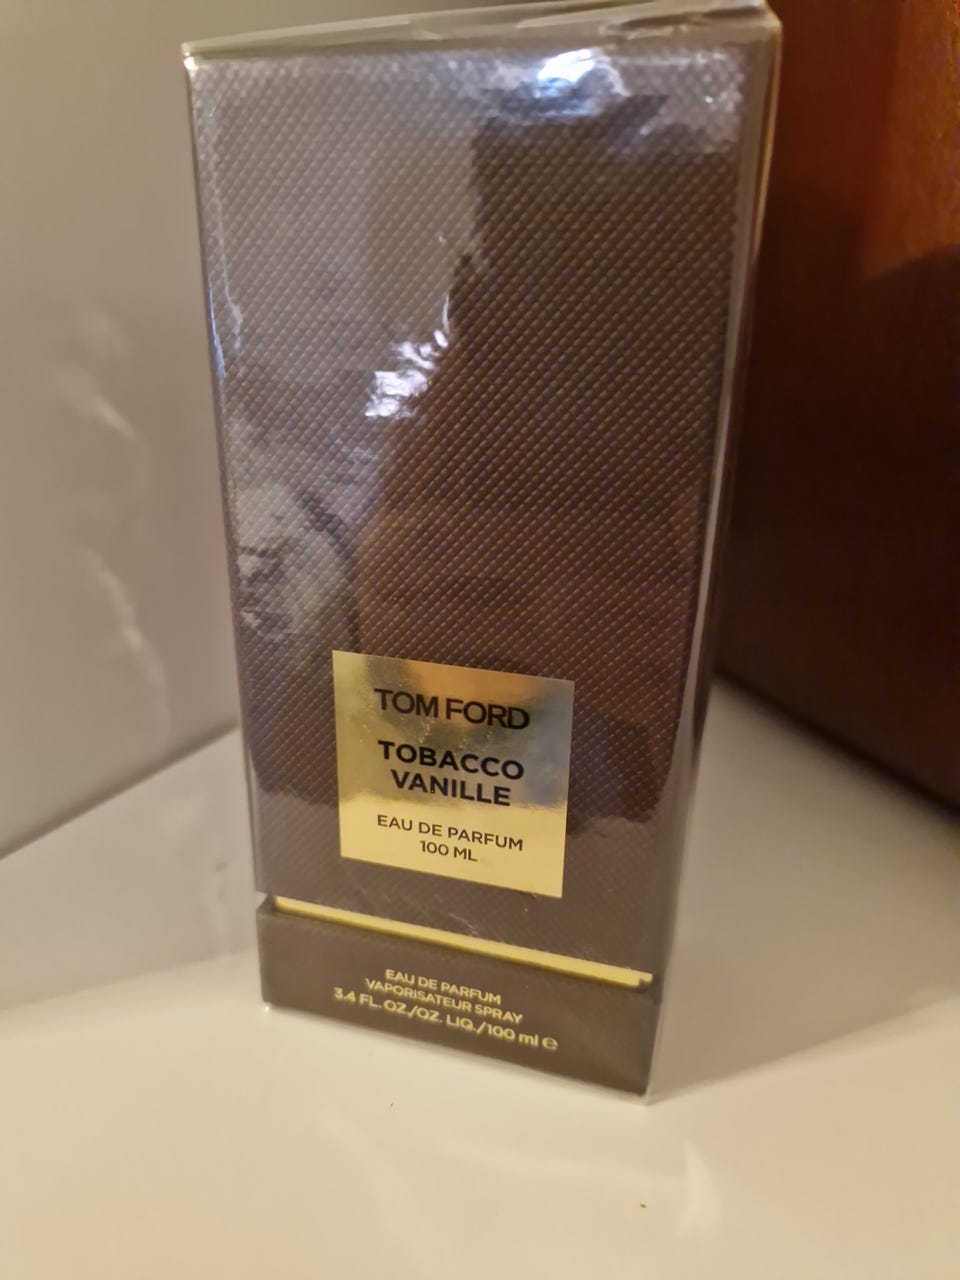 TOM FORD
TOBACCO
VANILLE
EAU DE PARFUM
100 ML
EAU DE PARFUM
VAPORISATEUR SPRAY
3.4 FL. OZ./OZ. LIQ./100 ml ℮